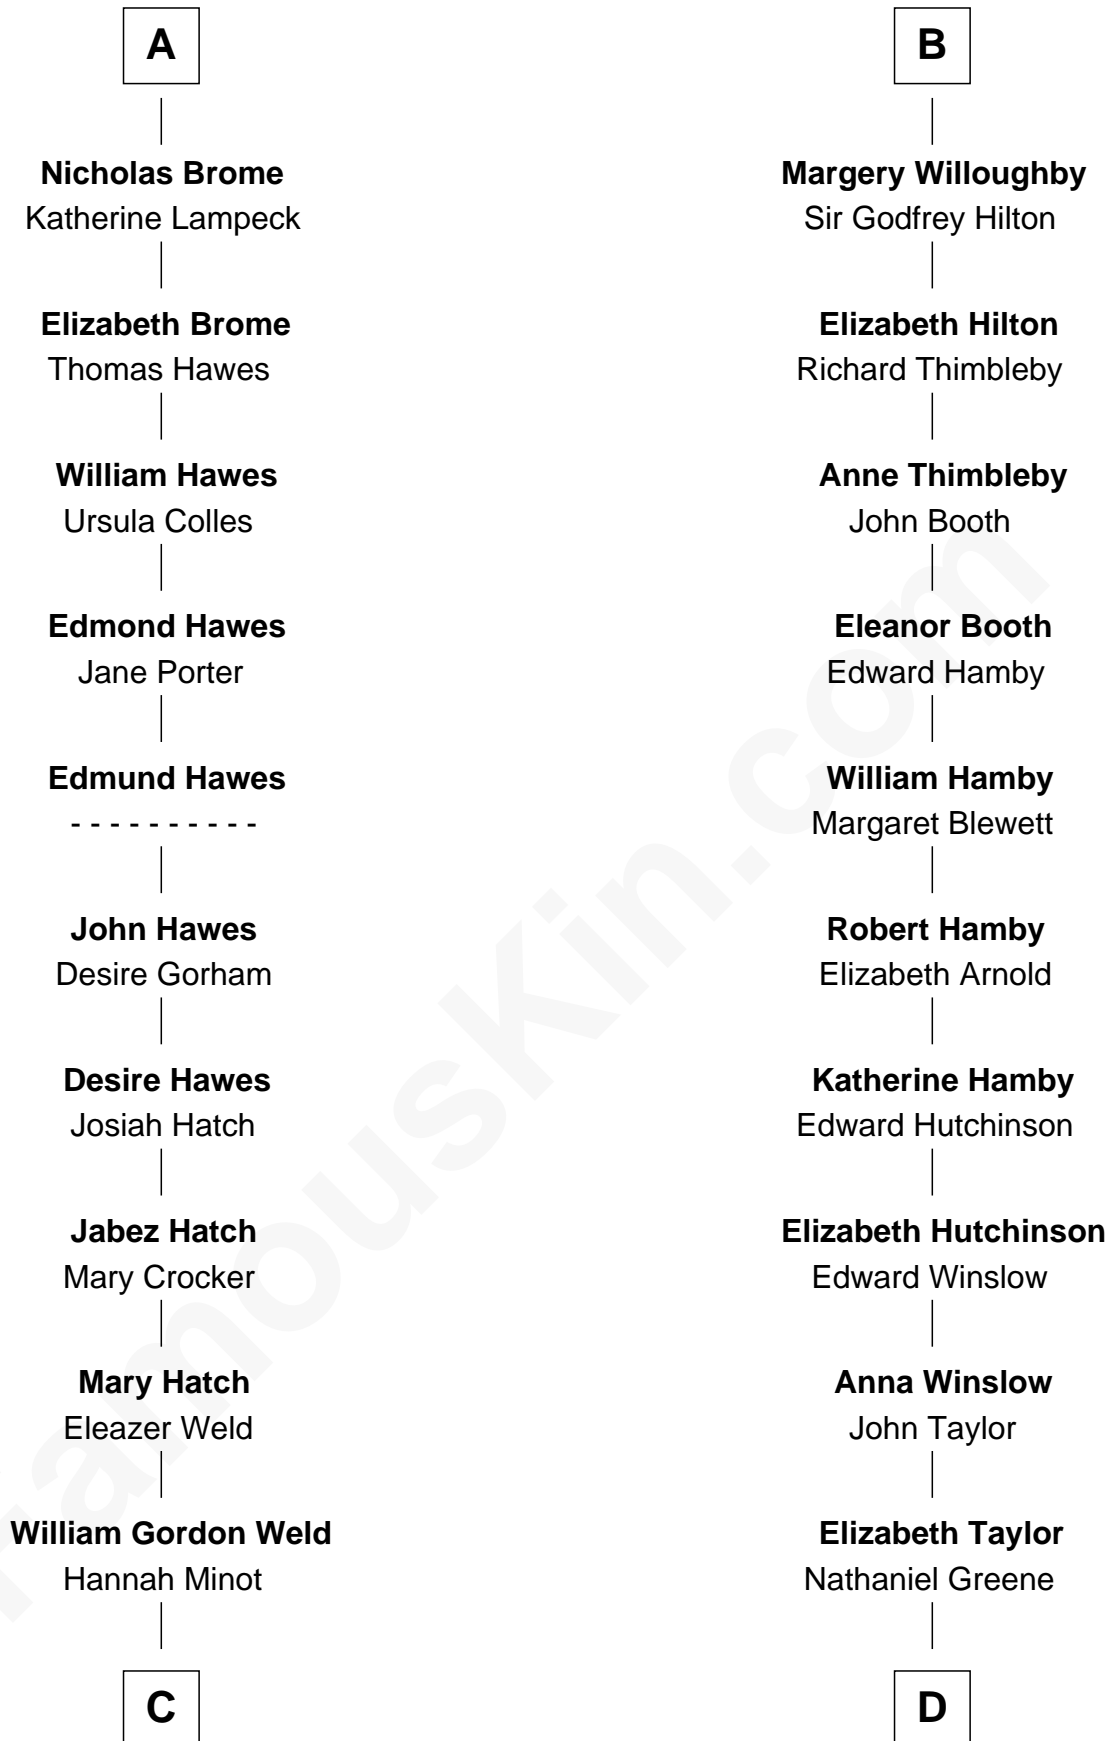 A
Nicholas Brome
Katherine Lampeck
Elizabeth Brome
Thomas Hawes
William Hawes
Ursula Colles
Edmond Hawes
Jane Porter
Edmund Hawes
- - - - - - - - - -
John Hawes
Desire Gorham
Desire Hawes
Josiah Hatch
Jabez Hatch
Mary Crocker
Mary Hatch
Eleazer Weld
William Gordon Weld
Hannah Minot
C
B
Margery Willoughby
Sir Godfrey Hilton
Elizabeth Hilton
Richard Thimbleby
Anne Thimbleby
John Booth
Eleanor Booth
Edward Hamby
William Hamby
Margaret Blewett
Robert Hamby
Elizabeth Arnold
Katherine Hamby
Edward Hutchinson
Elizabeth Hutchinson
Edward Winslow
Anna Winslow
John Taylor
Elizabeth Taylor
Nathaniel Greene
D
FamousKin.com